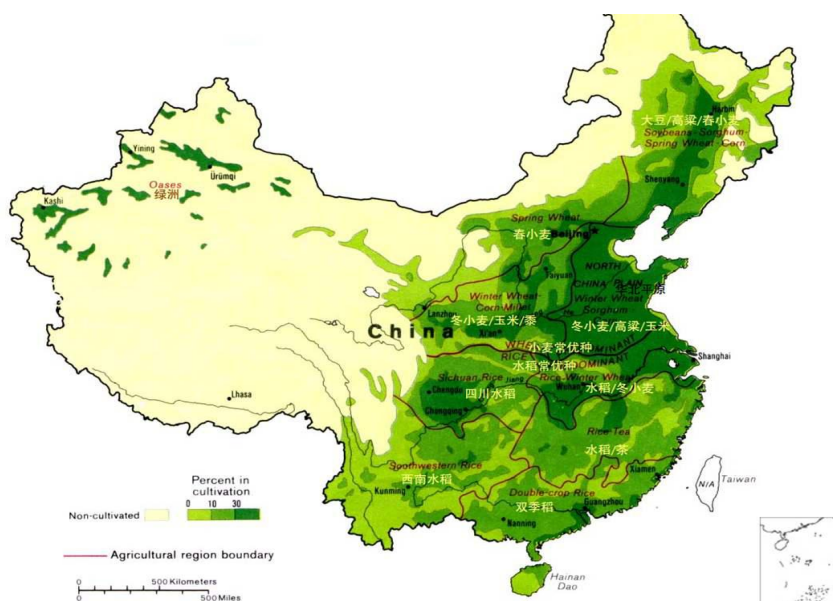 Harbin
大豆/高粱/春小麦
Soybeans-Sorghum-
Spring Wheat-Corn
Yining
Ürümqi
Shenyang
Oases
绿洲
Kashi
Spring Wheat
春小麦
Beijing
Taiyuan
NORTH
CHINA PLAIN
华北平原
Winter Wheat
Sorghum
Winter Wheat-
Corn-Millet
Lanzhou
冬小麦/玉米/黍
冬小麦/高粱/玉米
China
Xi'an
小麦常优种
DOMINANT
RICE
DOMINANT
水稻常优种
Shanghai
Sichuan Rice
Rice-Winter Wheat
Jiang
Chengdu
四川水稻
Wuhan
水稻/冬小麦
Lhasa
Chongqing
Rice-Tea
水稻/茶
Southwestern Rice
西南水稻
Xiamen
Kunming
Double-crop Rice
双季稻
Guangzhou
Nanning
N/A
Taiwan
Hainan
Dao
Percent in
cultivation
0 10 30
Non-cultivated
Agricultural region boundary
0 500 Kilometers
0 500 Miles